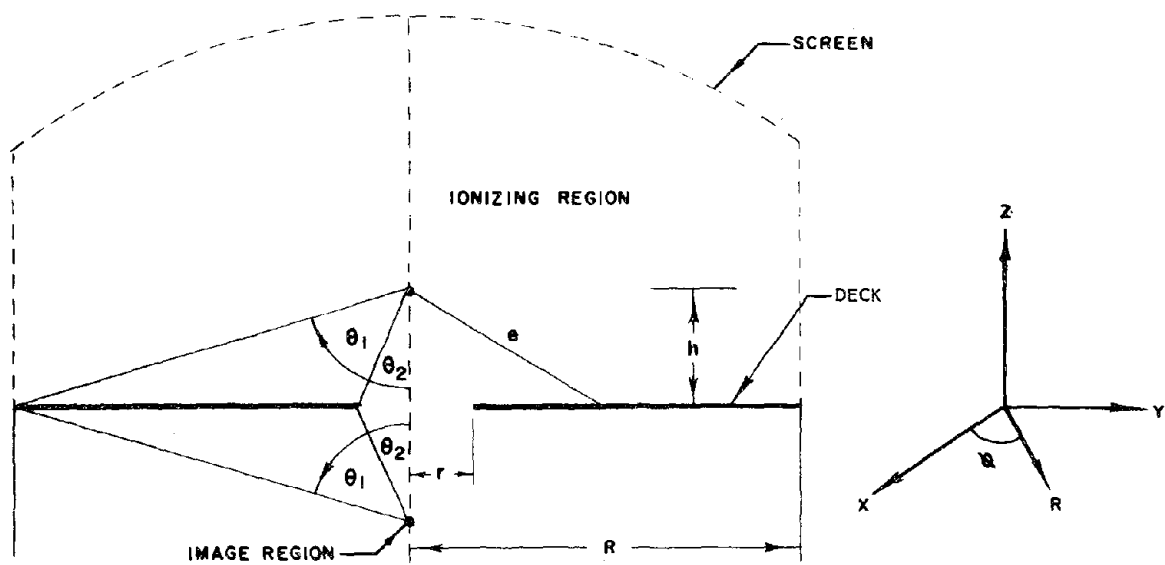 SCREEN
IONIZING REGION
Z
DECK
θ1
θ2
e
h
Y
θ2
θ1
r
X
R
IMAGE REGION
R